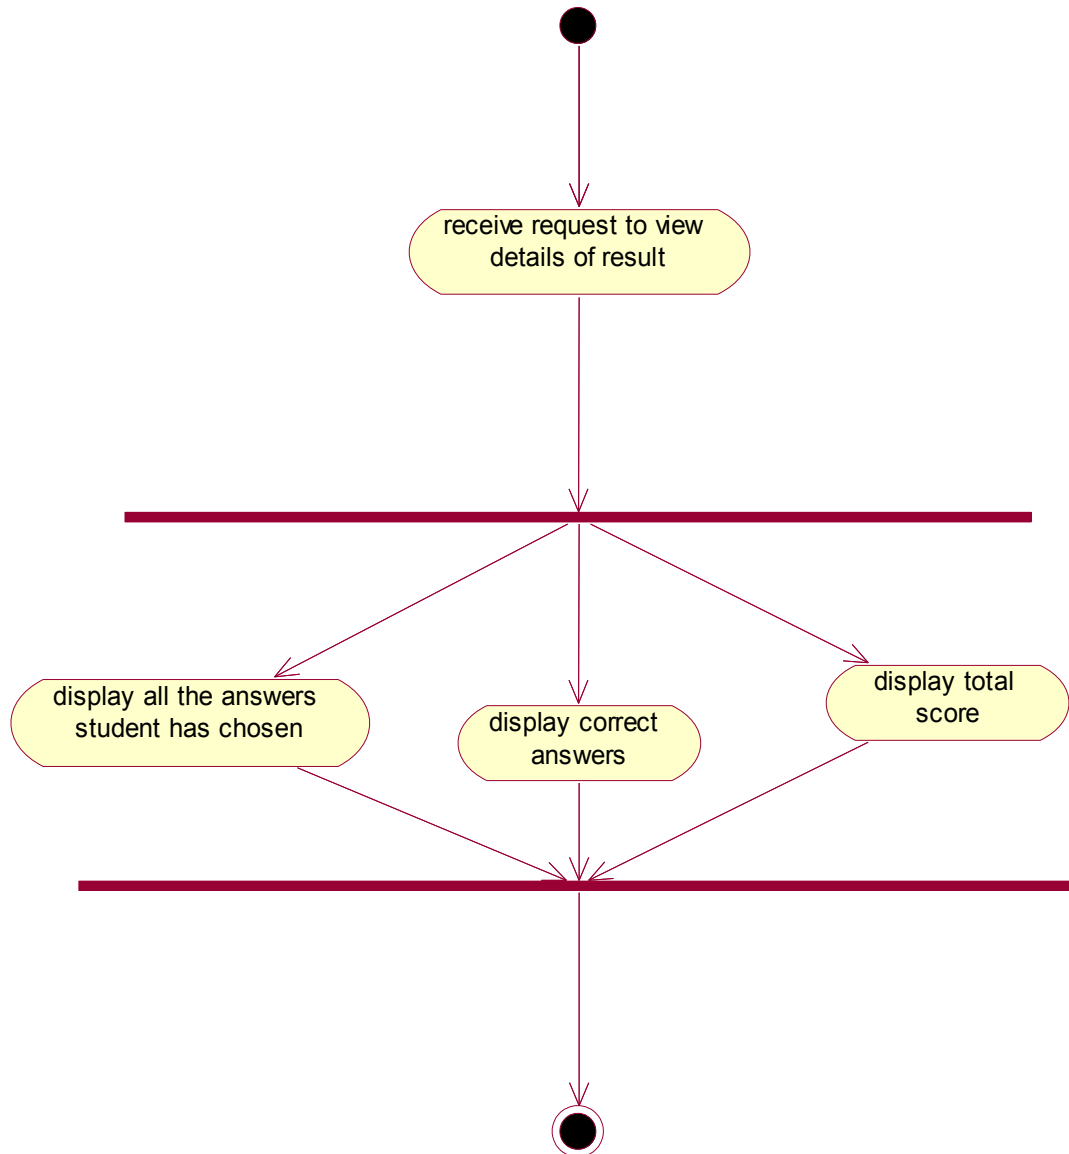 receive request to view
details of result
display all the answers
student has chosen
display correct
answers
display total
score